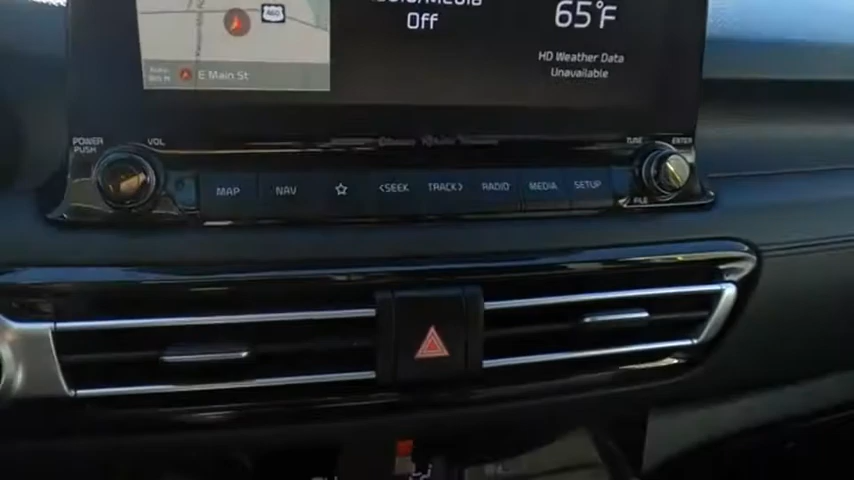 Off
65°F
HD Weather Data
Unavailable
E Main St
POWER
PUSH
VOL
TUNE
ENTER
MAP
NAV
☆
<SEEK
TRACK>
RADIO
MEDIA
SETUP
FILE